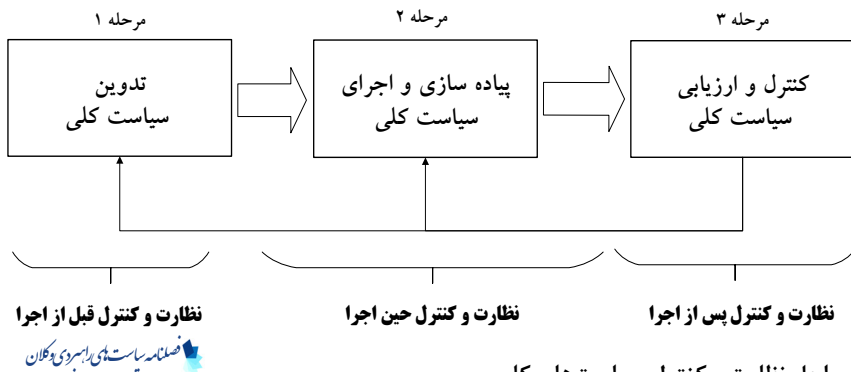 مرحله ۱
مرحله ۲
مرحله ۳
تدوین
سیاست کلی
پیاده سازی و اجرای
سیاست کلی
کنترل و ارزیابی
سیاست کلی
نظارت و کنترل قبل از اجرا
نظارت و کنترل حین اجرا
نظارت و کنترل پس از اجرا
فصلنامه سیاست‌های راهبردی و کلان